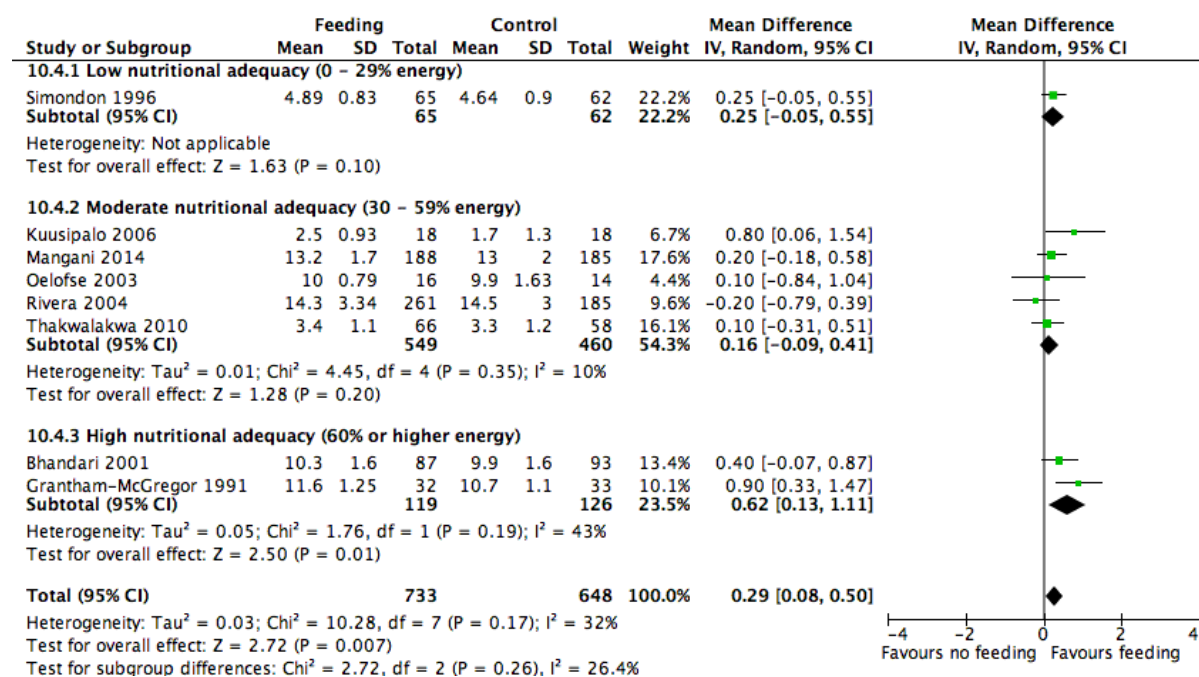 Feeding Control Mean Difference Mean Difference
Study or Subgroup Mean SD Total Mean SD Total Weight IV, Random, 95% CI IV, Random, 95% CI
10.4.1 Low nutritional adequacy (0 – 29% energy)
Simondon 1996 4.89 0.83 65 4.64 0.9 62 22.2% 0.25 [-0.05, 0.55]
Subtotal (95% CI) 65 62 22.2% 0.25 [-0.05, 0.55]
Heterogeneity: Not applicable
Test for overall effect: Z = 1.63 (P = 0.10)
10.4.2 Moderate nutritional adequacy (30 – 59% energy)
Kuusipalo 2006 2.5 0.93 18 1.7 1.3 18 6.7% 0.80 [0.06, 1.54]
Mangani 2014 13.2 1.7 188 13 2 185 17.6% 0.20 [-0.18, 0.58]
Oelofse 2003 10 0.79 16 9.9 1.63 14 4.4% 0.10 [-0.84, 1.04]
Rivera 2004 14.3 3.34 261 14.5 3 185 9.6% -0.20 [-0.79, 0.39]
Thakwalakwa 2010 3.4 1.1 66 3.3 1.2 58 16.1% 0.10 [-0.31, 0.51]
Subtotal (95% CI) 549 460 54.3% 0.16 [-0.09, 0.41]
Heterogeneity: Tau² = 0.01; Chi² = 4.45, df = 4 (P = 0.35); I² = 10%
Test for overall effect: Z = 1.28 (P = 0.20)
10.4.3 High nutritional adequacy (60% or higher energy)
Bhandari 2001 10.3 1.6 87 9.9 1.6 93 13.4% 0.40 [-0.07, 0.87]
Grantham-McGregor 1991 11.6 1.25 32 10.7 1.1 33 10.1% 0.90 [0.33, 1.47]
Subtotal (95% CI) 119 126 23.5% 0.62 [0.13, 1.11]
Heterogeneity: Tau² = 0.05; Chi² = 1.76, df = 1 (P = 0.19); I² = 43%
Test for overall effect: Z = 2.50 (P = 0.01)
Total (95% CI) 733 648 100.0% 0.29 [0.08, 0.50]
Heterogeneity: Tau² = 0.03; Chi² = 10.28, df = 7 (P = 0.17); I² = 32%
Test for overall effect: Z = 2.72 (P = 0.007)
Test for subgroup differences: Chi² = 2.72, df = 2 (P = 0.26), I² = 26.4%
-4 -2 0 2 4
Favours no feeding Favours feeding